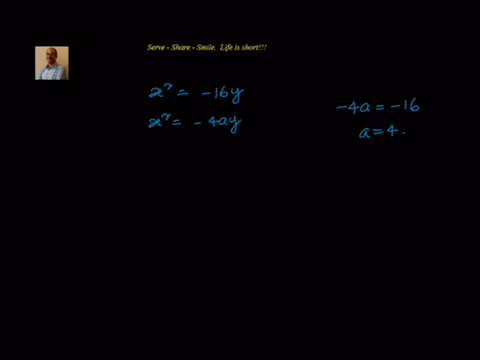 Serve - Share - Smile. Life is short!!!
x² = -16y
x² = -4ay
-4a = -16
a = 4.